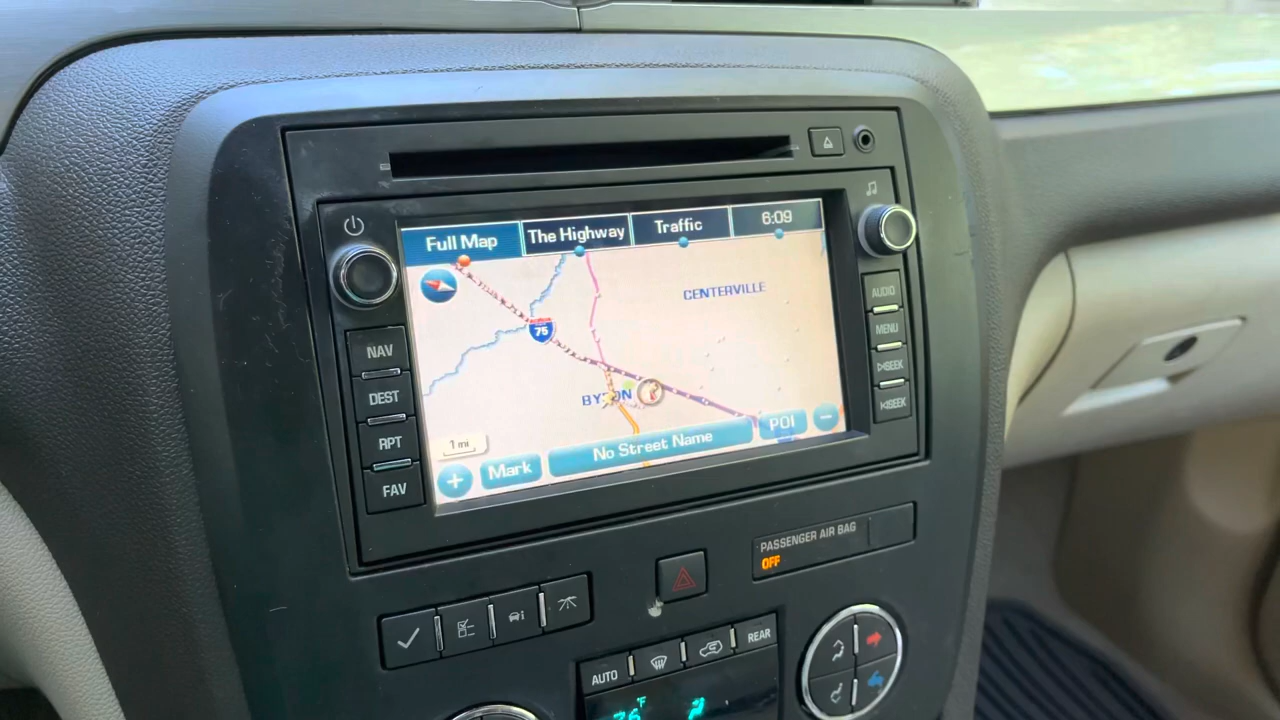 Full Map
The Highway
Traffic
6:09
CENTERVILLE
75
1 mi
No Street Name
POI
Mark
NAV
DEST
RPT
FAV
AUDIO
MENU
SEEK
SEEK
PASSENGER AIR BAG
OFF
AUTO
REAR
76 °F